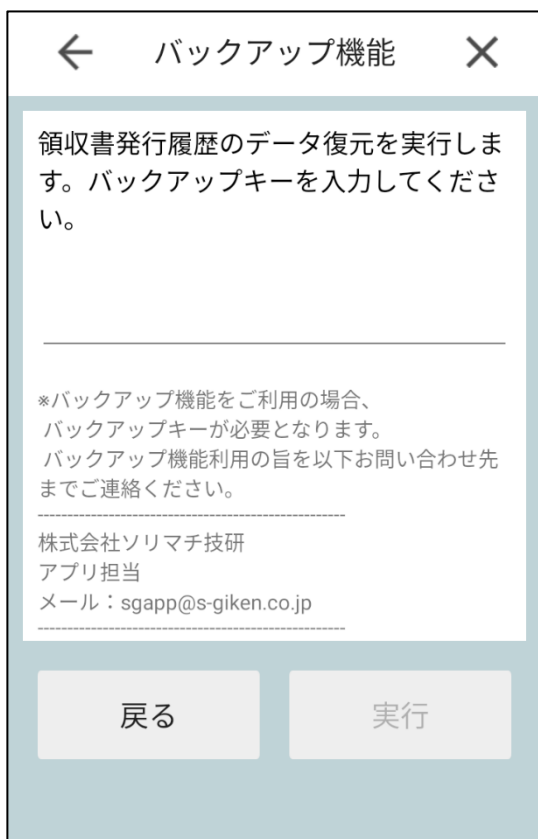 バックアップ機能
領収書発行履歴のデータ復元を実行しま
す。バックアップキーを入力してくださ
い。
※バックアップ機能をご利用の場合、
バックアップキーが必要となります。
バックアップ機能利用の旨を以下お問い合わせ先
までご連絡ください。
----------------------------------------------------
株式会社ソリマチ技研
アプリ担当
メール：sgapp@s-giken.co.jp
----------------------------------------------------
戻る
実行